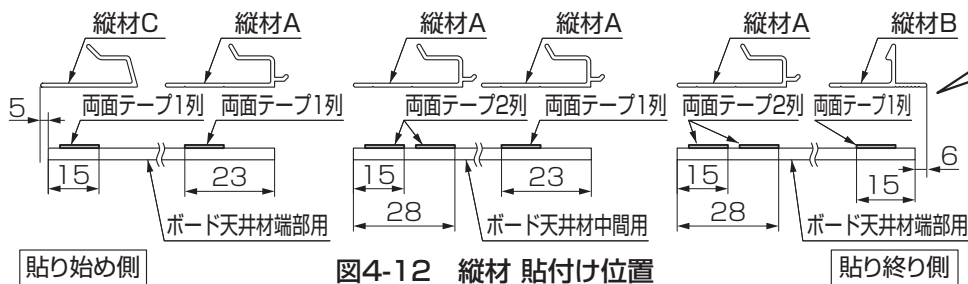 縦材C 縦材A 縦材A 縦材A 縦材A 縦材B
5 両面テープ1列 両面テープ1列 両面テープ2列 両面テープ1列 両面テープ2列 両面テープ1列
15 23 15 23 15 15 6
28 28
ボード天井材端部用 ボード天井材中間用 ボード天井材端部用
貼り始め側 図4-12 縦材 貼付け位置 貼り終り側